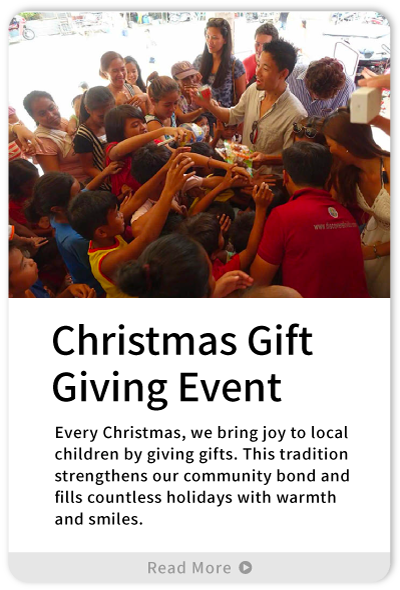 Christmas Gift
Giving Event
Every Christmas, we bring joy to local
children by giving gifts. This tradition
strengthens our community bond and
fills countless holidays with warmth
and smiles.
Read More